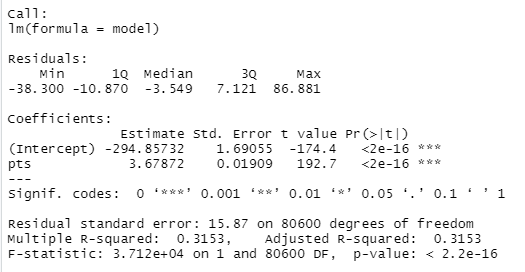 Call:
lm(formula = model)
Residuals:
Min 1Q Median 3Q Max
-38.300 -10.870 -3.549 7.121 86.881
Coefficients:
Estimate Std. Error t value Pr(>|t|)
(Intercept) -294.85732 1.69055 -174.4 <2e-16 ***
pts 3.67872 0.01909 192.7 <2e-16 ***
---
Signif. codes: 0 ‘***’ 0.001 ‘**’ 0.01 ‘*’ 0.05 ‘.’ 0.1 ‘ ’ 1
Residual standard error: 15.87 on 80600 degrees of freedom
Multiple R-squared: 0.3153, Adjusted R-squared: 0.3153
F-statistic: 3.712e+04 on 1 and 80600 DF, p-value: < 2.2e-16